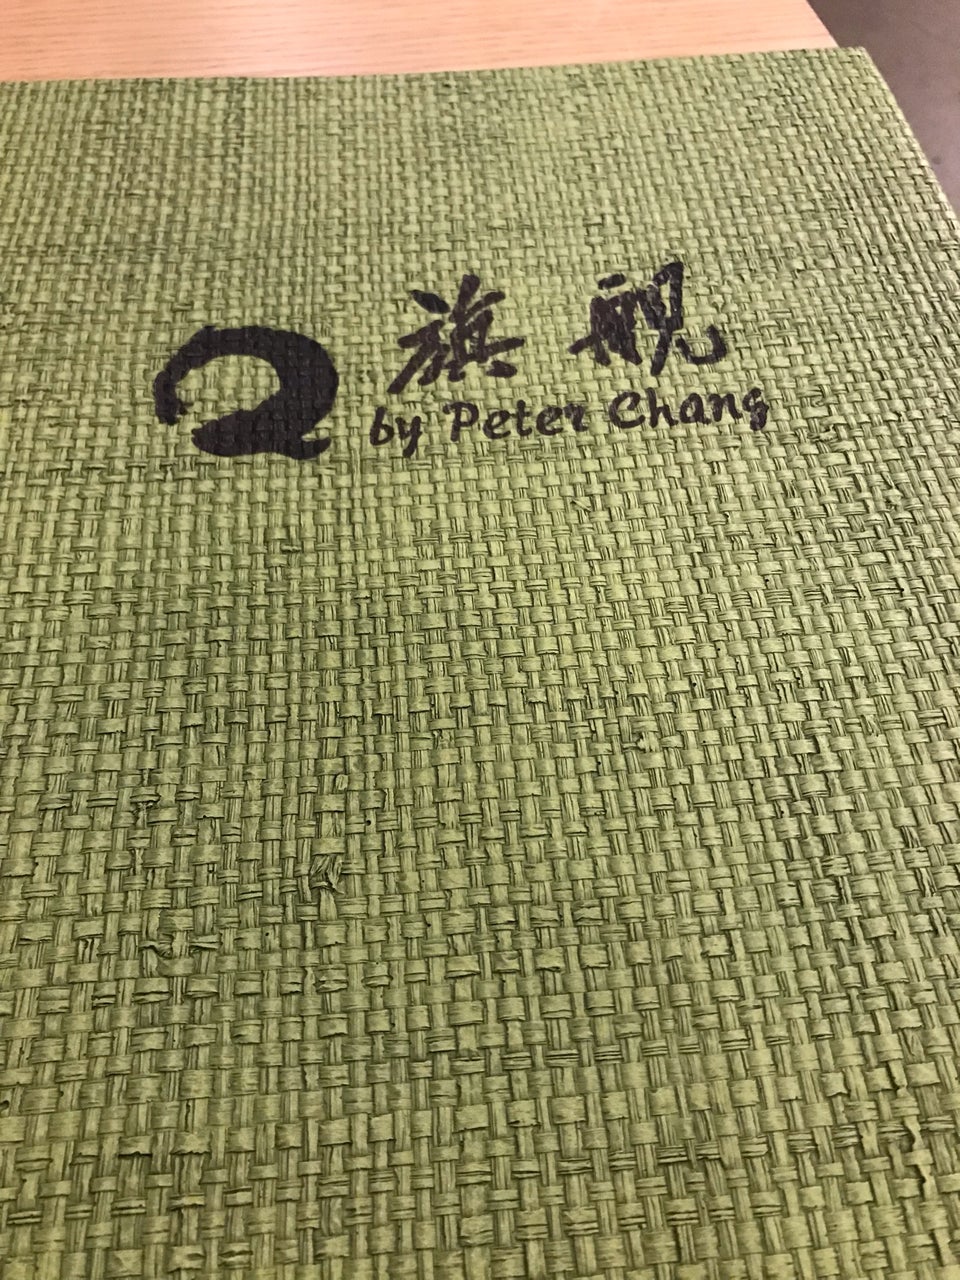 旗舰
by Peter Chang